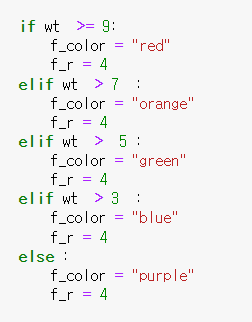 if wt >= 9:
    f_color = "red"
    f_r = 4
elif wt > 7 :
    f_color = "orange"
    f_r = 4
elif wt > 5 :
    f_color = "green"
    f_r = 4
elif wt > 3 :
    f_color = "blue"
    f_r = 4
else :
    f_color = "purple"
    f_r = 4